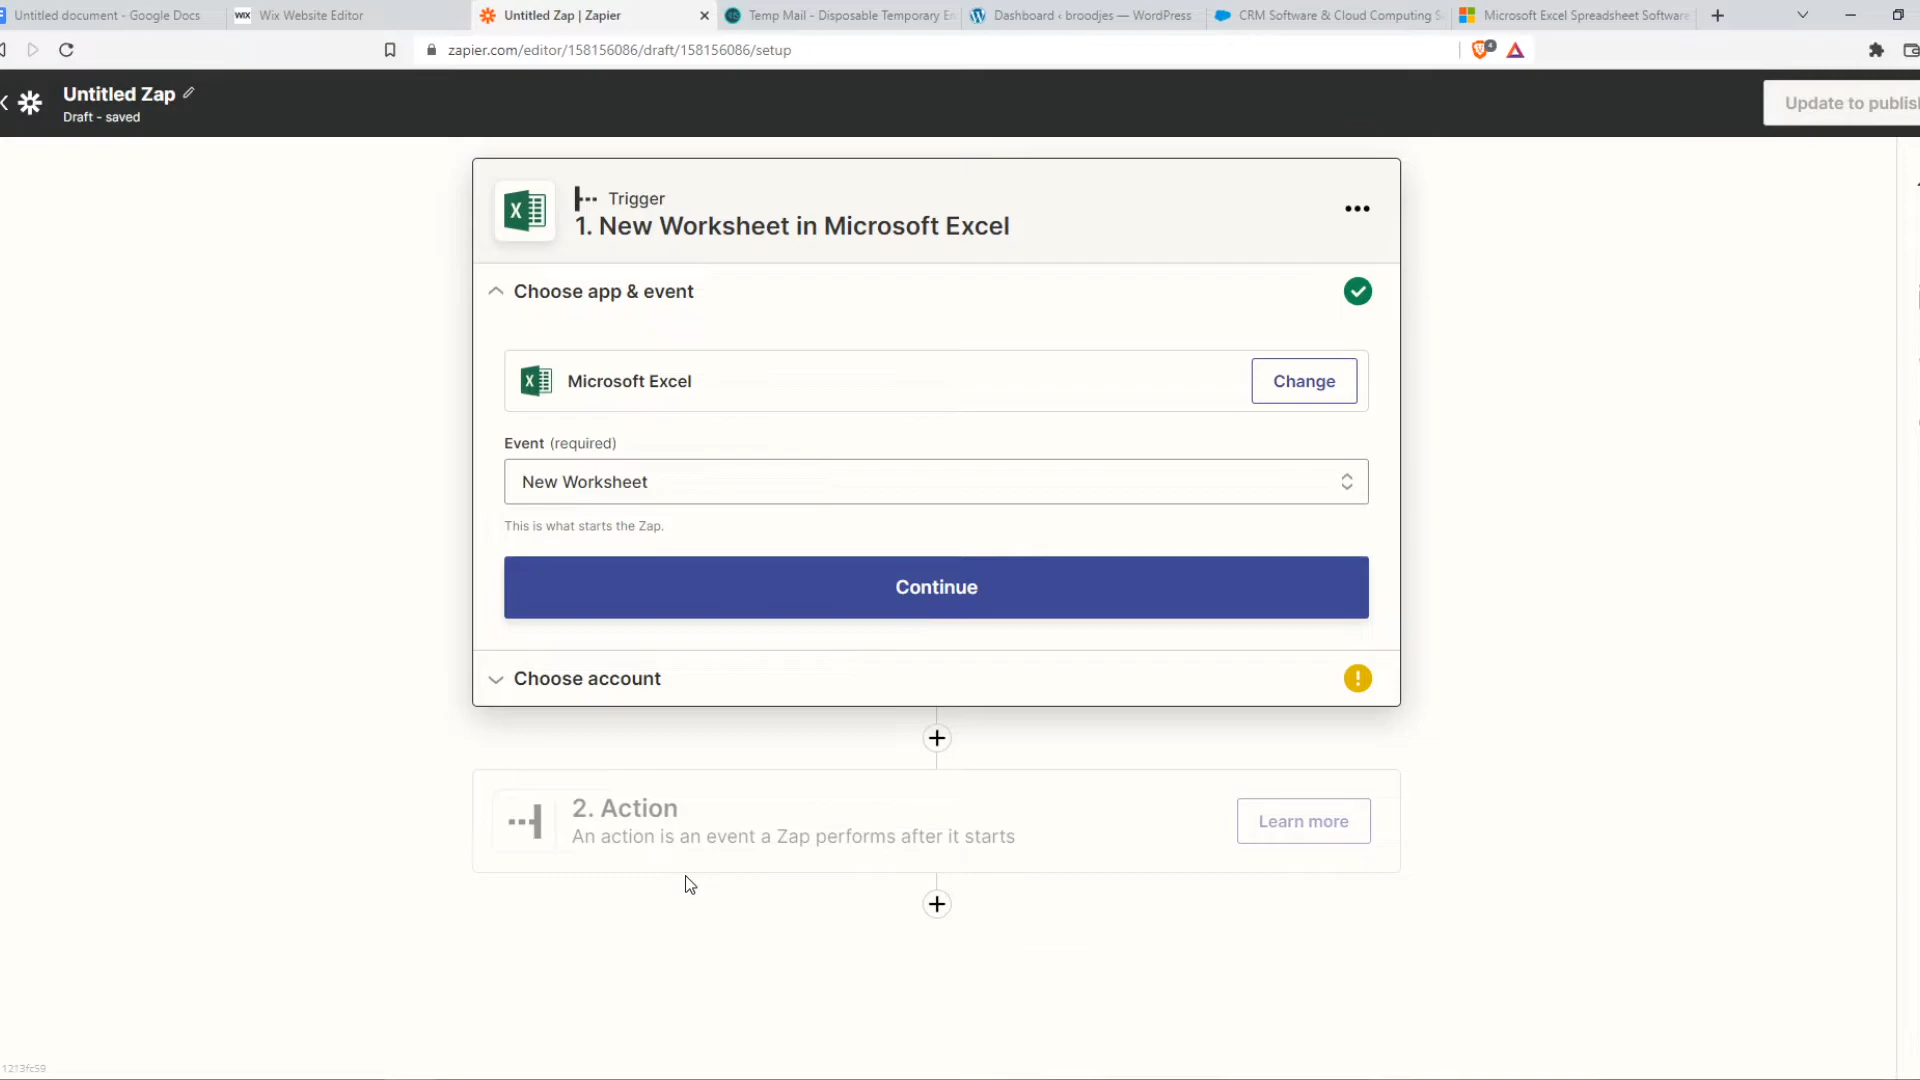 Untitled document - Google Docs
WIX Wix Website Editor
Untitled Zap | Zapier
Temp Mail - Disposable Temporary E
Dashboard ‹ broodjes — WordPress
CRM Software & Cloud Computing S
Microsoft Excel Spreadsheet Software
zapier.com/editor/158156086/draft/158156086/setup
4
Untitled Zap
Draft - saved
Update to publis
Trigger
1. New Worksheet in Microsoft Excel
Choose app & event
Microsoft Excel
Change
Event (required)
New Worksheet
This is what starts the Zap.
Continue
Choose account
2. Action
An action is an event a Zap performs after it starts
Learn more
1213fc59